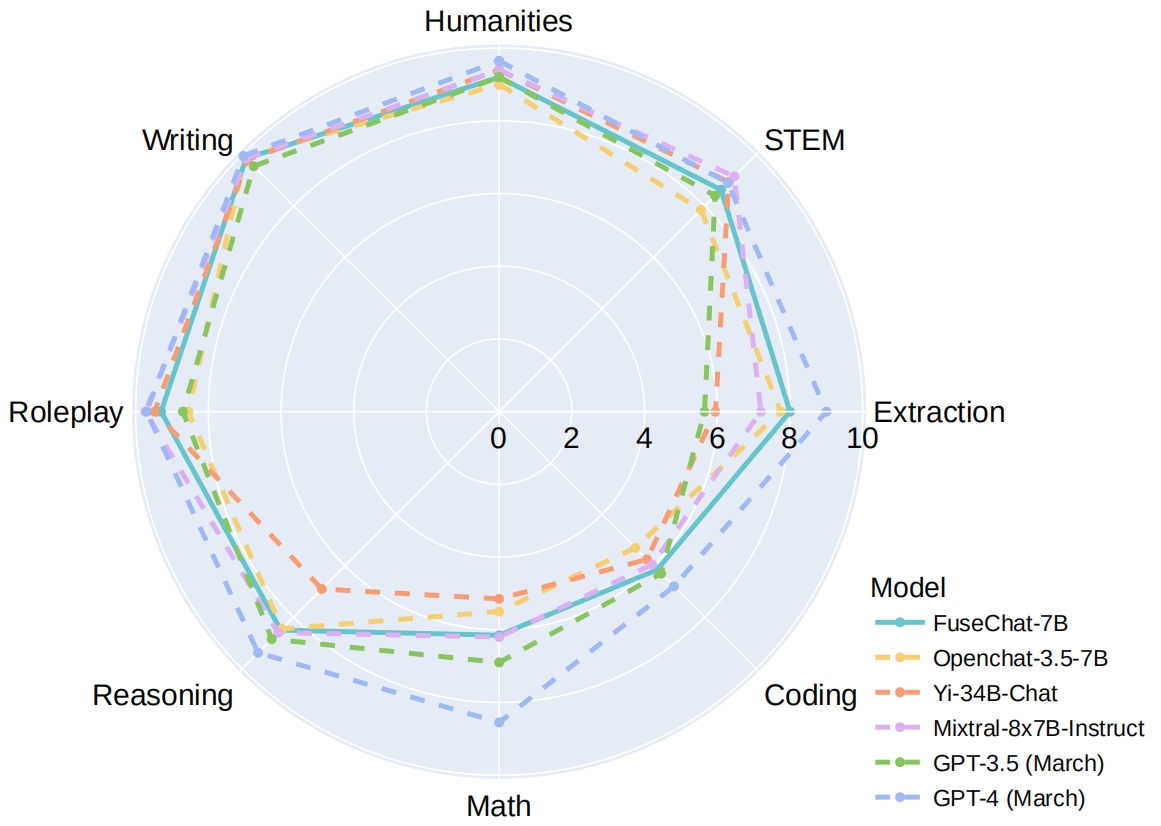 Humanities
Writing
STEM
Roleplay
Extraction
0 2 4 6 8 10
Reasoning
Coding
Math
Model
FuseChat-7B
Openchat-3.5-7B
Yi-34B-Chat
Mixtral-8x7B-Instruct
GPT-3.5 (March)
GPT-4 (March)